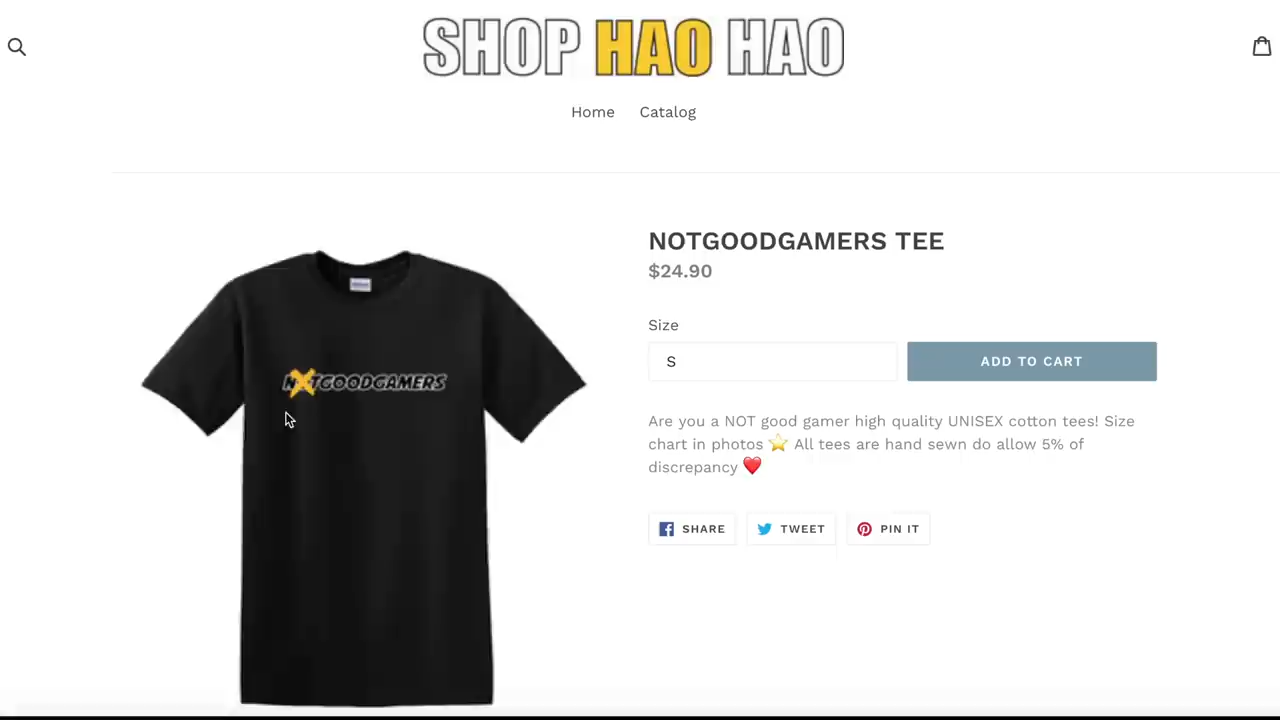 SHOP HAO HAO
Home Catalog
NOTGOODGAMERS TEE
$24.90
Size
S
ADD TO CART
NXTGOODGAMERS
Are you a NOT good gamer high quality UNISEX cotton tees! Size
chart in photos ⭐ All tees are hand sewn do allow 5% of
discrepancy ❤️
SHARE TWEET PIN IT